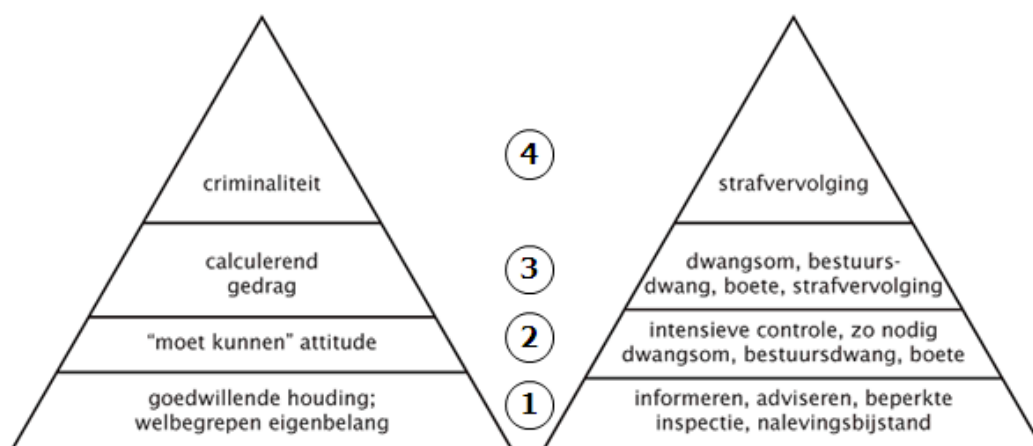 criminaliteit
4
strafvervolging
calculerend
gedrag
3
dwangsom, bestuurs-
dwang, boete, strafvervolging
"moet kunnen" attitude
2
intensieve controle, zo nodig
dwangsom, bestuursdwang, boete
goedwillende houding;
welbegrepen eigenbelang
1
informeren, adviseren, beperkte
inspectie, nalevingsbijstand